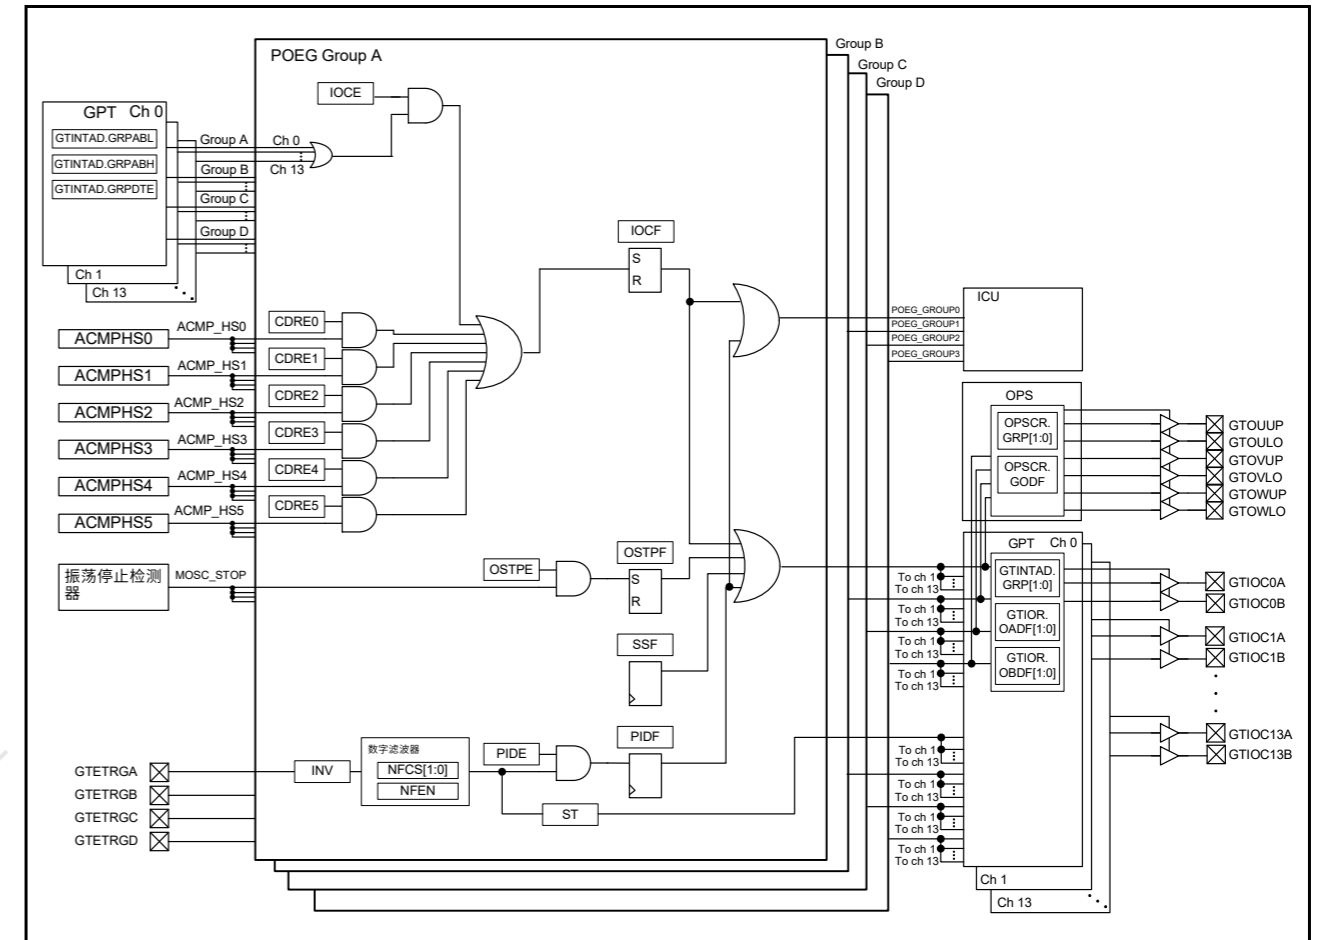 POEG Group A
Group B
Group C
Group D
IOCE
GPT Ch 0
GTINTAD.GRPABL
GTINTAD.GRPABH
GTINTAD.GRPDTE
Group A
Ch 0
Ch 13
Group B
Group C
Group D
Ch 1
Ch 13
IOCF
S
R
ICU
POEG_GROUP0
POEG_GROUP1
POEG_GROUP2
POEG_GROUP3
ACMPHS0
ACMP_HS0
CDRE0
ACMPHS1
ACMP_HS1
CDRE1
ACMPHS2
ACMP_HS2
CDRE2
ACMPHS3
ACMP_HS3
CDRE3
ACMPHS4
ACMP_HS4
CDRE4
ACMPHS5
ACMP_HS5
CDRE5
OPS
OPSCR.
GRP[1:0]
OPSCR.
GODF
GTOUUP
GTOULO
GTOVUP
GTOVLO
GTOWUP
GTOWLO
振荡停止检测
器
MOSC_STOP
OSTPE
OSTPF
S
R
SSF
GPT Ch 0
GTINTAD.
GRP[1:0]
GTIOR.
OADF[1:0]
GTIOR.
OBDF[1:0]
To ch 1
To ch 13
To ch 1
To ch 13
To ch 1
To ch 13
To ch 1
To ch 13
GTIOC0A
GTIOC0B
GTIOC1A
GTIOC1B
GTIOC13A
GTIOC13B
GTETRGA
GTETRGB
GTETRGC
GTETRGD
INV
数字滤波器
NFCS[1:0]
NFEN
PIDE
PIDF
ST
To ch 1
To ch 13
To ch 1
To ch 13
To ch 1
To ch 13
To ch 1
To ch 13
Ch 1
Ch 13